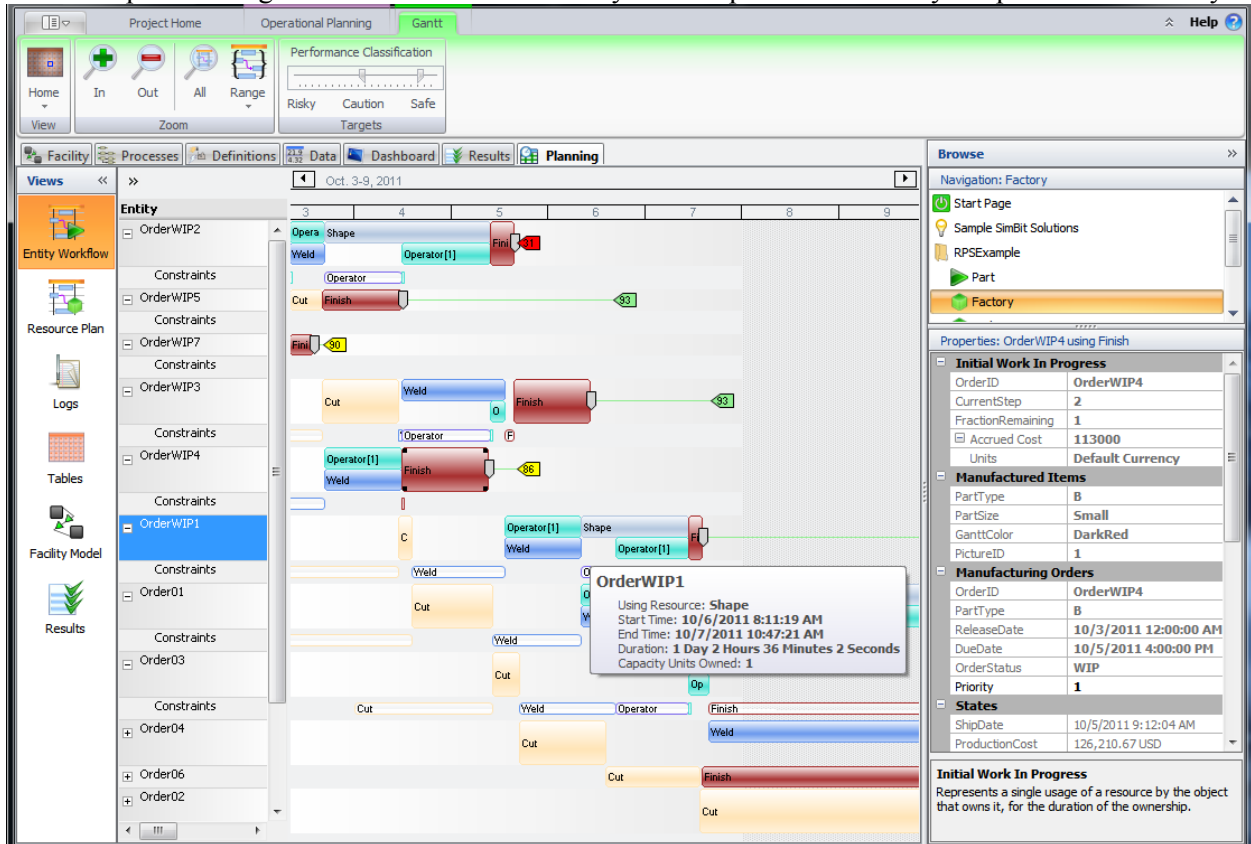 Project Home Operational Planning Gantt Help
Performance Classification
Home In Out All Range
Risky Caution Safe
View Zoom Targets
Facility Processes Definitions Data Dashboard Results Planning
Views
Entity Workflow
Resource Plan
Logs
Tables
Facility Model
Results
Oct. 3-9, 2011
Entity 3 4 5 6 7 8 9
OrderWIP2 Opera Shape Fini 31
Weld Operator[1]
Constraints Operator
OrderWIP5 Cut Finish 93
Constraints
OrderWIP7 Fini 90
Constraints
OrderWIP3 Cut Weld O Finish 93
Constraints Operator F
OrderWIP4 Operator[1] Finish 86
Weld
Constraints
OrderWIP1 C Operator[1] Shape Fi
Weld Operator[1]
Constraints Weld
Order01 Cut
Constraints Weld
Order03 Cut Op
Constraints Cut Weld Operator Finish
Order04 Cut Weld
Order06 Cut Finish
Order02 Cut
OrderWIP1
Using Resource: Shape
Start Time: 10/6/2011 8:11:19 AM
End Time: 10/7/2011 10:47:21 AM
Duration: 1 Day 2 Hours 36 Minutes 2 Seconds
Capacity Units Owned: 1
Browse
Navigation: Factory
Start Page
Sample SimBit Solutions
RPSExample
Part
Factory
Properties: OrderWIP4 using Finish
Initial Work In Progress
OrderID OrderWIP4
CurrentStep 2
FractionRemaining 1
Accrued Cost 113000
Units Default Currency
Manufactured Items
PartType B
PartSize Small
GanttColor DarkRed
PictureID 1
Manufacturing Orders
OrderID OrderWIP4
PartType B
ReleaseDate 10/3/2011 12:00:00 AM
DueDate 10/5/2011 4:00:00 PM
OrderStatus WIP
Priority 1
States
ShipDate 10/5/2011 9:12:04 AM
ProductionCost 126,210.67 USD
Initial Work In Progress
Represents a single usage of a resource by the object
that owns it, for the duration of the ownership.